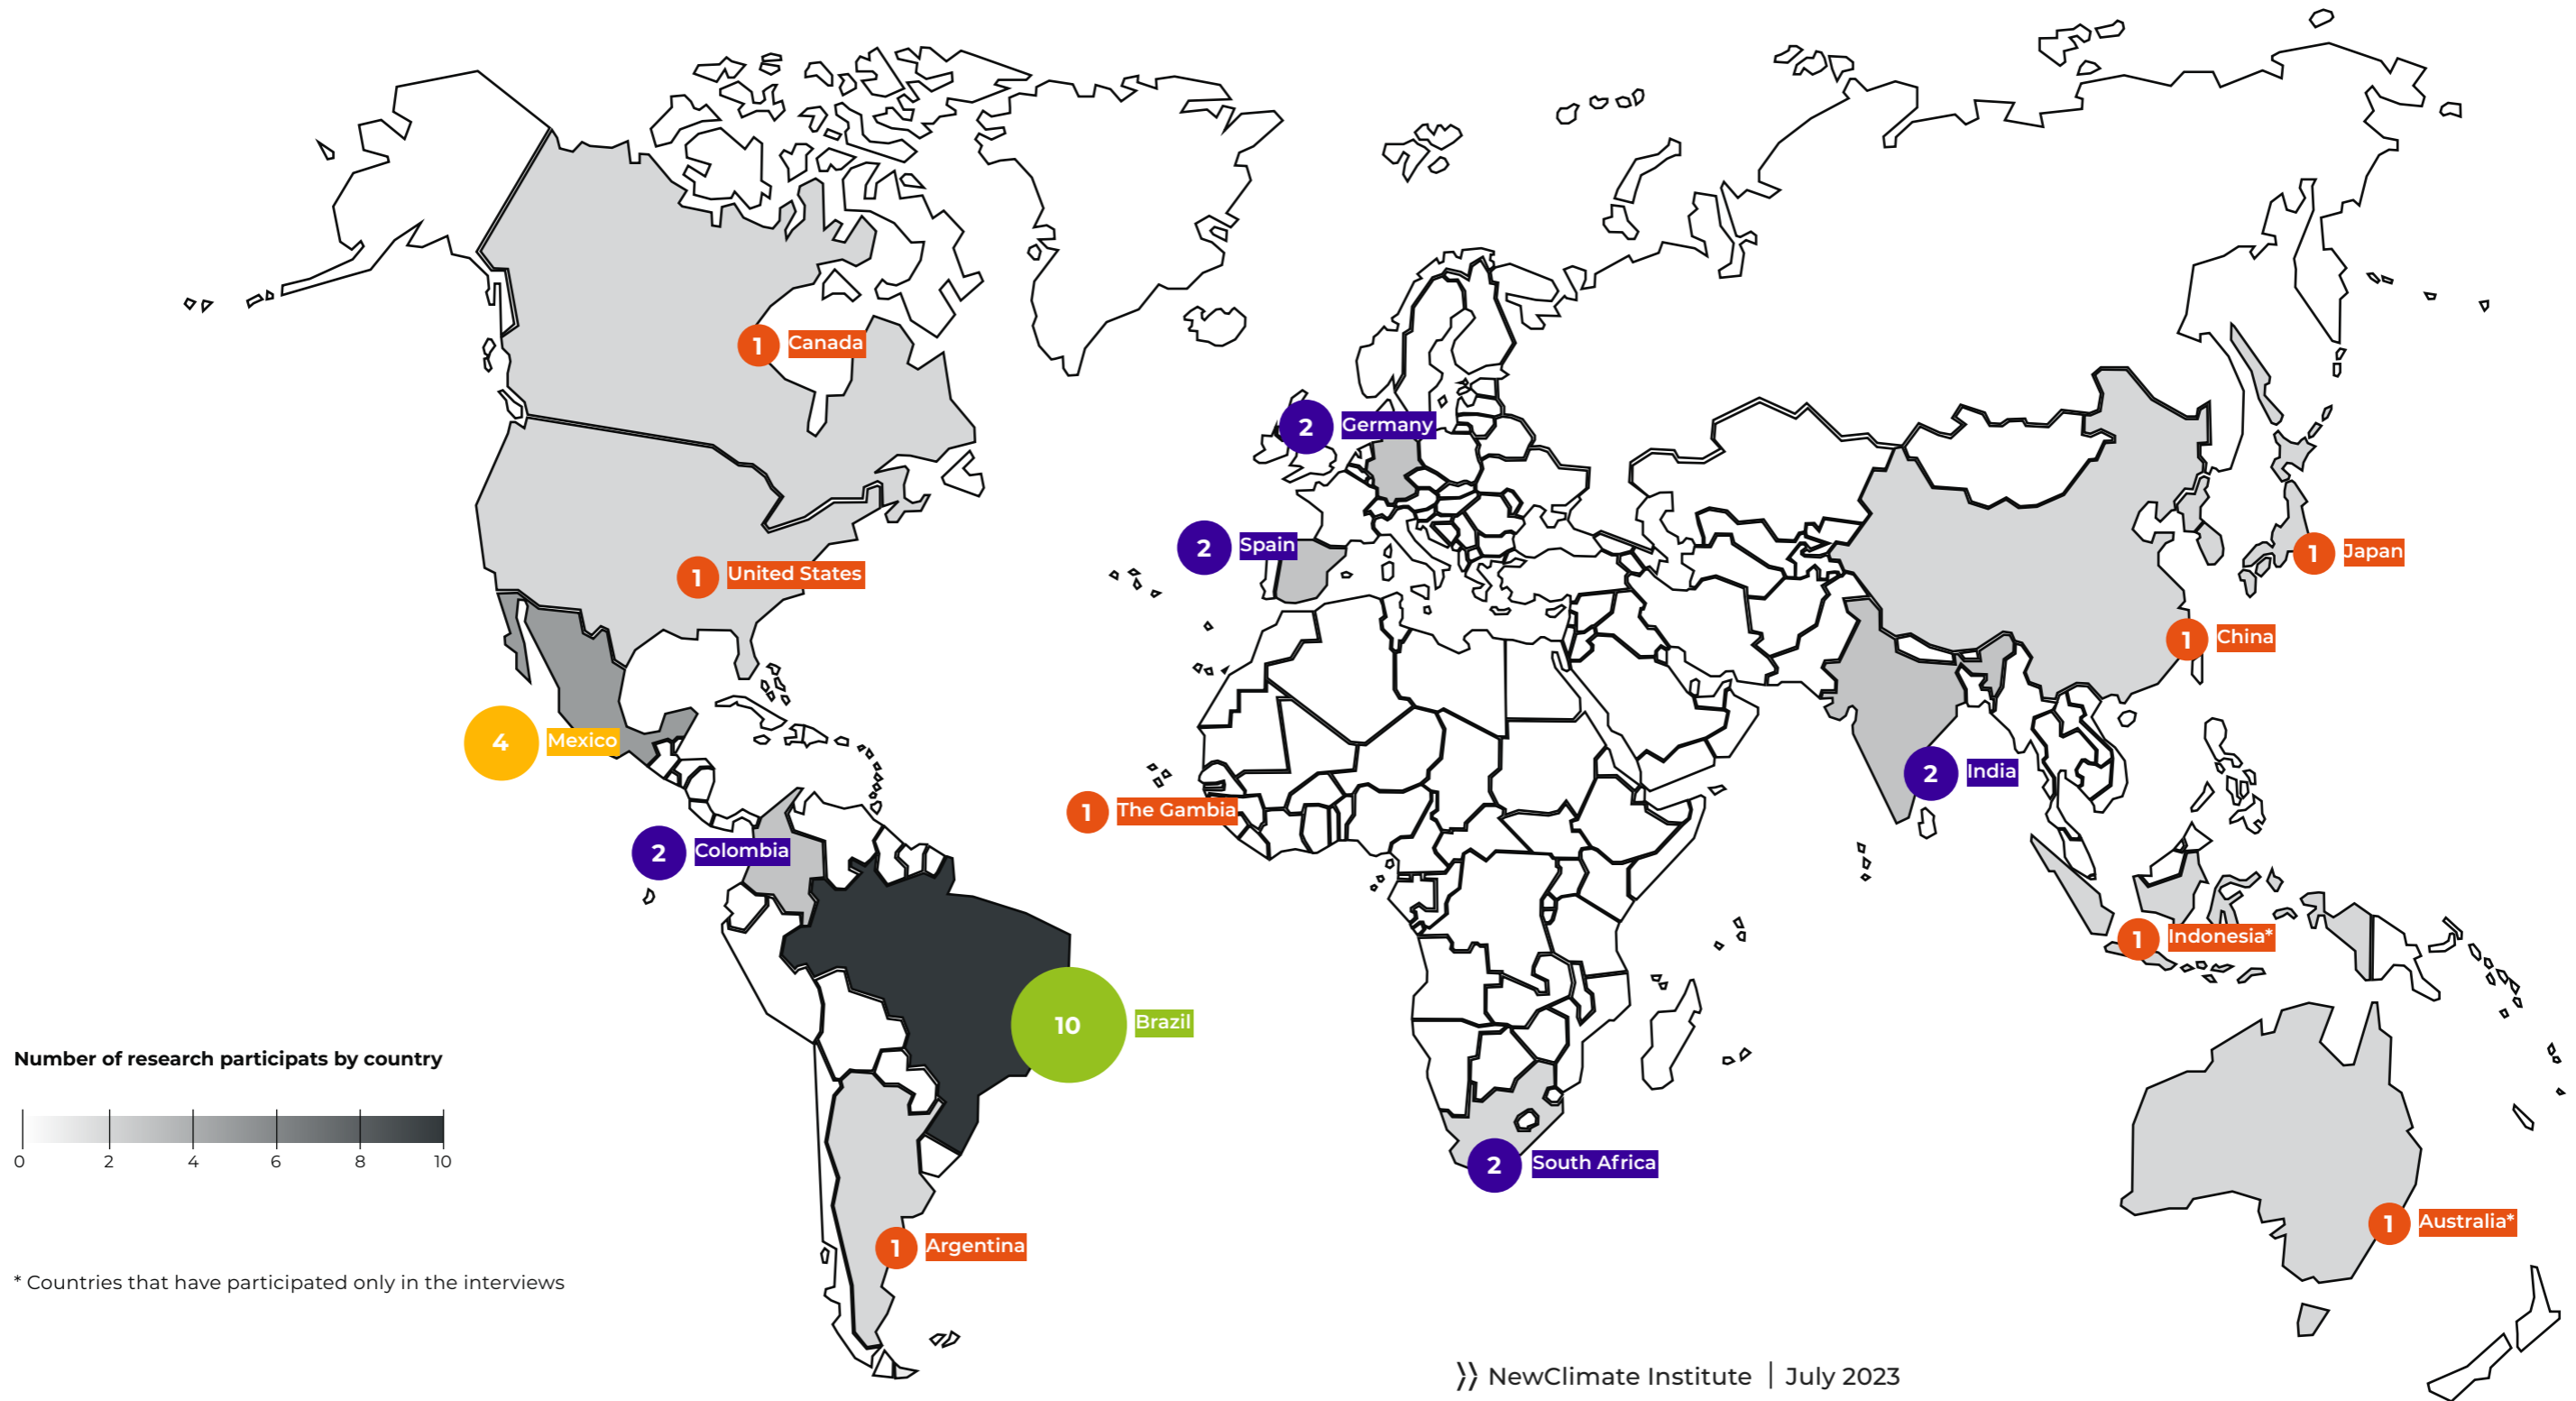 1 Canada
2 Germany
2 Spain
1 Japan
1 United States
1 China
4 Mexico
2 India
1 The Gambia
2 Colombia
1 Indonesia*
10 Brazil
Number of research participats by country
0 2 4 6 8 10
2 South Africa
1 Australia*
1 Argentina
* Countries that have participated only in the interviews
NewClimate Institute | July 2023